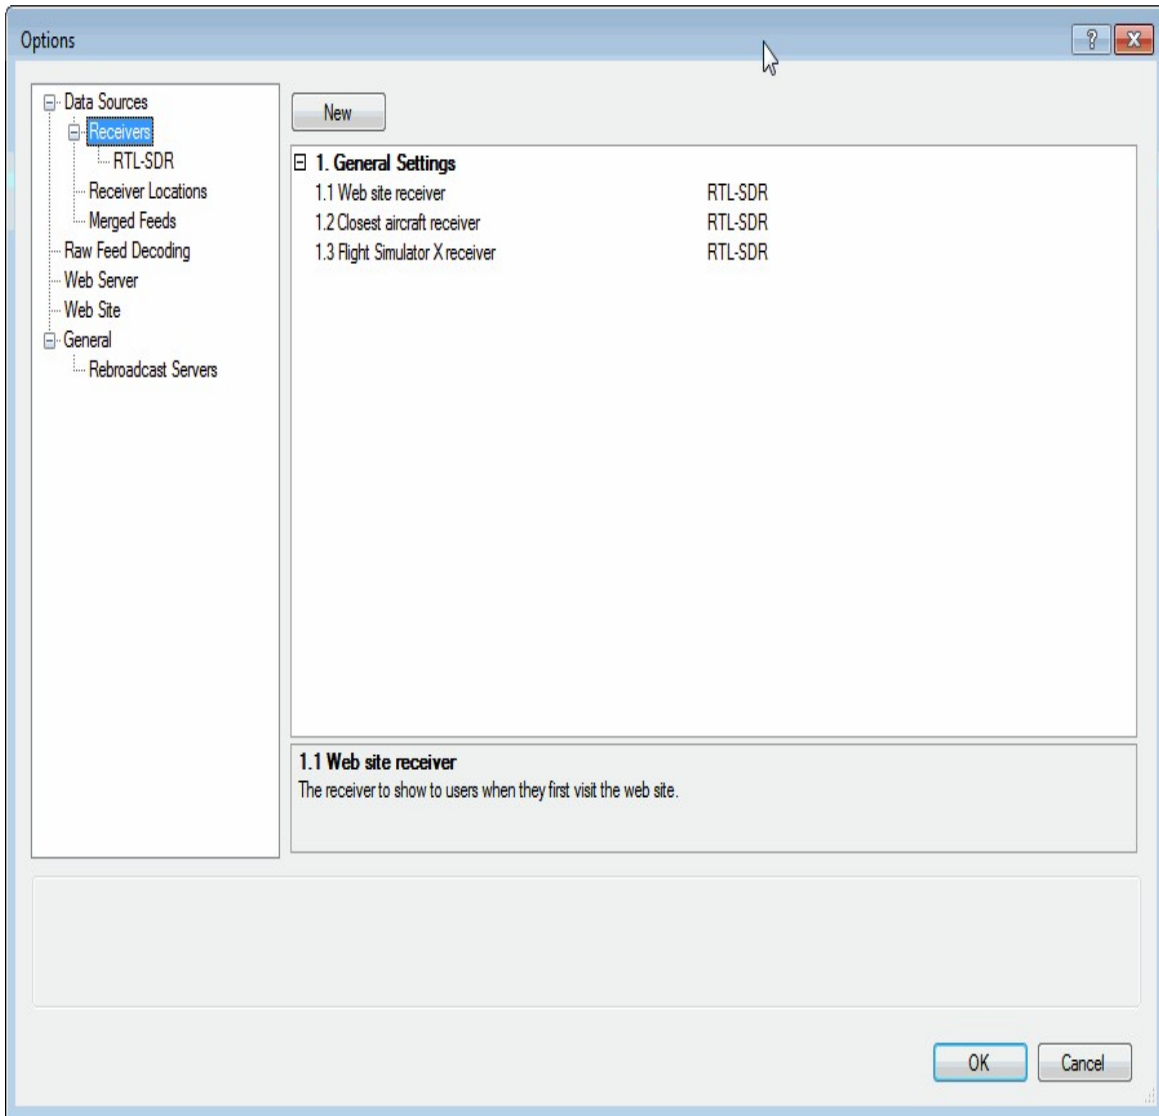 Options
Data Sources
Receivers
RTL-SDR
Receiver Locations
Merged Feeds
Raw Feed Decoding
Web Server
Web Site
General
Rebroadcast Servers
New
1. General Settings
1.1 Web site receiver RTL-SDR
1.2 Closest aircraft receiver RTL-SDR
1.3 Flight Simulator X receiver RTL-SDR
1.1 Web site receiver
The receiver to show to users when they first visit the web site.
OK Cancel